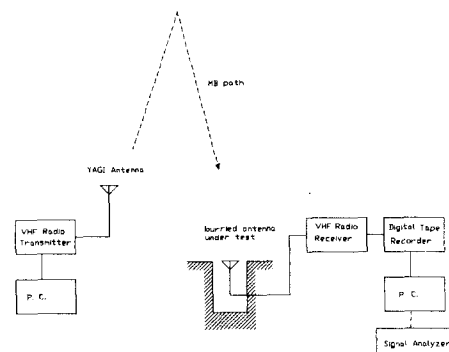 MB path
YAGI Antenna
VHF Radio
Transmitter
P. C.
burried antenna
under test
VHF Radio
Receiver
Digital Tape
Recorder
P. C.
Signal Analyzer